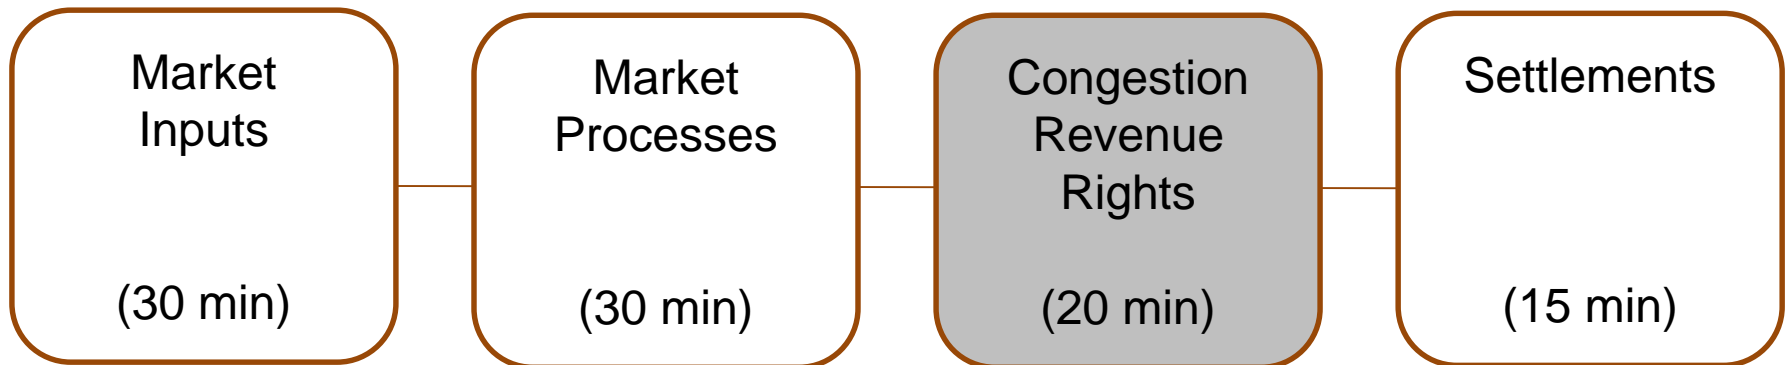 Market
Inputs
(30 min)
Market
Processes
(30 min)
Congestion
Revenue
Rights
(20 min)
Settlements
(15 min)